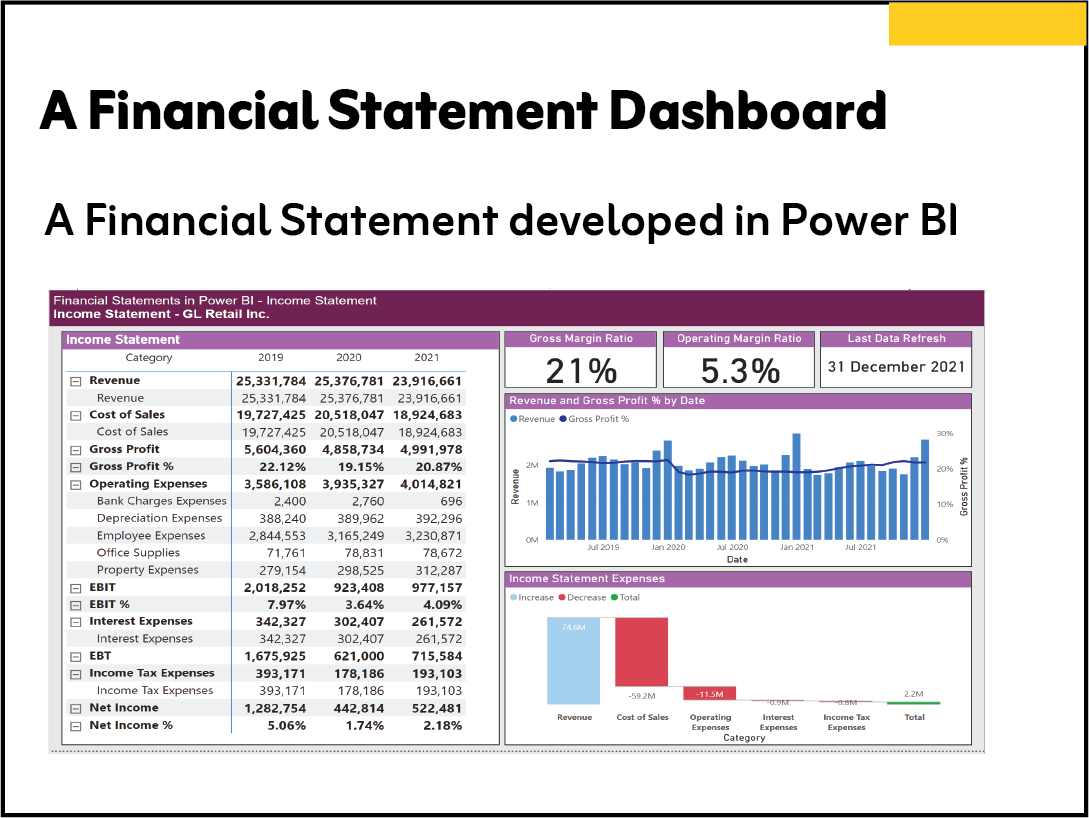 A Financial Statement Dashboard
A Financial Statement developed in Power BI
Financial Statements in Power BI - Income Statement
Income Statement - GL Retail Inc.
Income Statement
Category 2019 2020 2021
Revenue 25,331,784 25,376,781 23,916,661
Revenue 25,331,784 25,376,781 23,916,661
Cost of Sales 19,727,425 20,518,047 18,924,683
Cost of Sales 19,727,425 20,518,047 18,924,683
Gross Profit 5,604,360 4,858,734 4,991,978
Gross Profit % 22.12% 19.15% 20.87%
Operating Expenses 3,586,108 3,935,327 4,014,821
Bank Charges Expenses 2,400 2,760 696
Depreciation Expenses 388,240 389,962 392,296
Employee Expenses 2,844,553 3,165,249 3,230,871
Office Supplies 71,761 78,831 78,672
Property Expenses 279,154 298,525 312,287
EBIT 2,018,252 923,408 977,157
EBIT % 7.97% 3.64% 4.09%
Interest Expenses 342,327 302,407 261,572
Interest Expenses 342,327 302,407 261,572
EBT 1,675,925 621,000 715,584
Income Tax Expenses 393,171 178,186 193,103
Income Tax Expenses 393,171 178,186 193,103
Net Income 1,282,754 442,814 522,481
Net Income % 5.06% 1.74% 2.18%
Gross Margin Ratio
21%
Operating Margin Ratio
5.3%
Last Data Refresh
31 December 2021
Revenue and Gross Profit % by Date
Revenue Gross Profit %
30%
2M 20%
1M 10%
0M 0%
Revenue
Gross Profit %
Jul 2019 Jan 2020 Jul 2020 Jan 2021 Jul 2021
Date
Income Statement Expenses
Increase Decrease Total
74.6M
-59.2M -11.5M -0.9M -0.8M 2.2M
Revenue Cost of Sales Operating Interest Income Tax Total
Expenses Expenses Expenses
Category